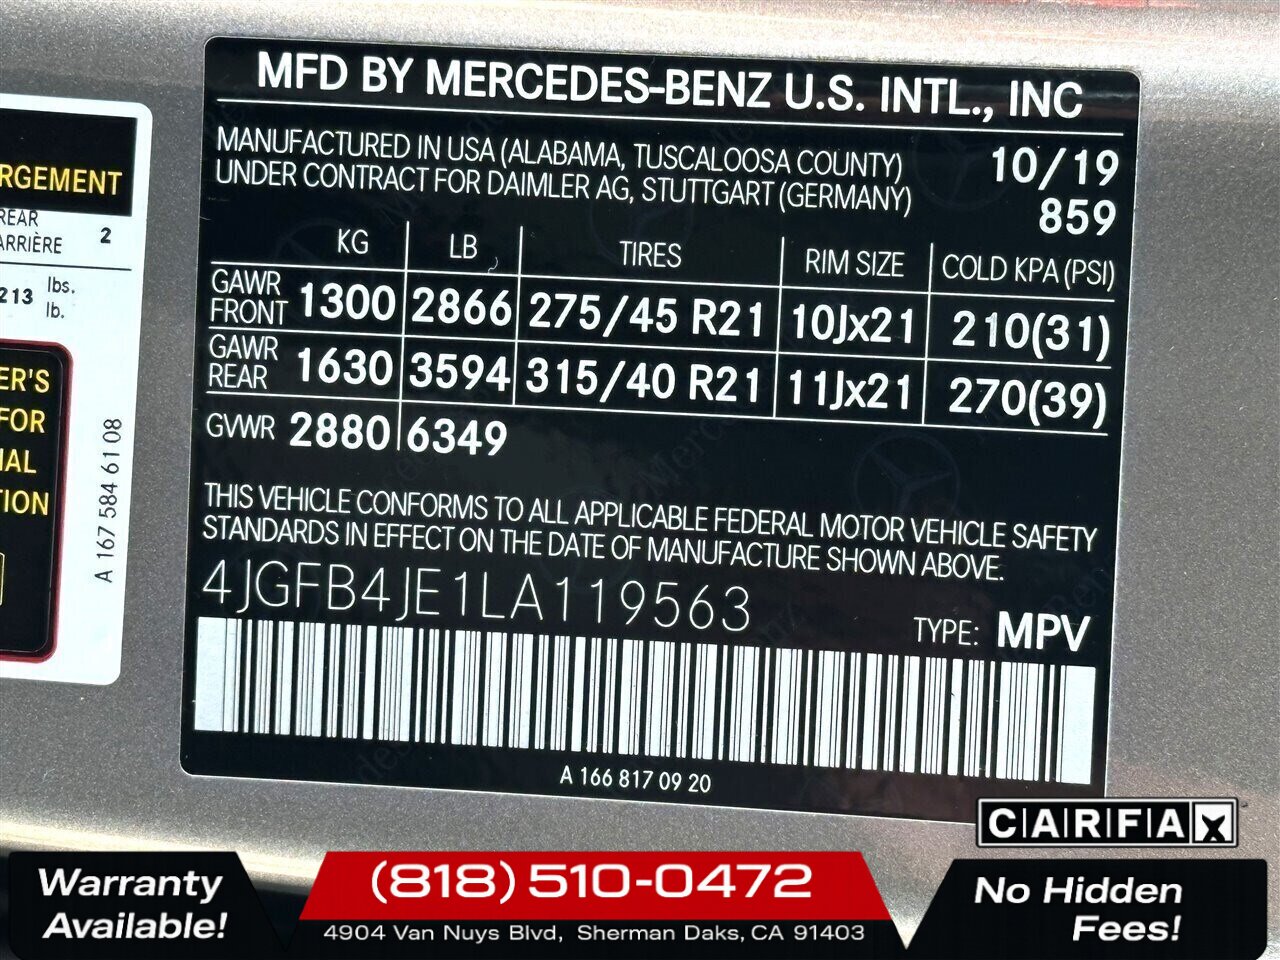 MFD BY MERCEDES-BENZ U.S. INTL., INC
MANUFACTURED IN USA (ALABAMA, TUSCALOOSA COUNTY) 10/19
UNDER CONTRACT FOR DAIMLER AG, STUTTGART (GERMANY) 859
KG LB TIRES RIM SIZE COLD KPA (PSI)
GAWR FRONT 1300 2866 275/45 R21 10Jx21 210(31)
GAWR REAR 1630 3594 315/40 R21 11Jx21 270(39)
GVWR 2880 6349
THIS VEHICLE CONFORMS TO ALL APPLICABLE FEDERAL MOTOR VEHICLE SAFETY
STANDARDS IN EFFECT ON THE DATE OF MANUFACTURE SHOWN ABOVE.
4JGFB4JE1LA119563
TYPE: MPV
A 166 817 09 20
RGEMENT
REAR
ARRIÈRE 2
213 lbs.
lb.
ER'S
FOR
IAL
TION
A 167 584 61 08
CARFAX
Warranty
Available!
(818) 510-0472
4904 Van Nuys Blvd, Sherman Oaks, CA 91403
No Hidden
Fees!